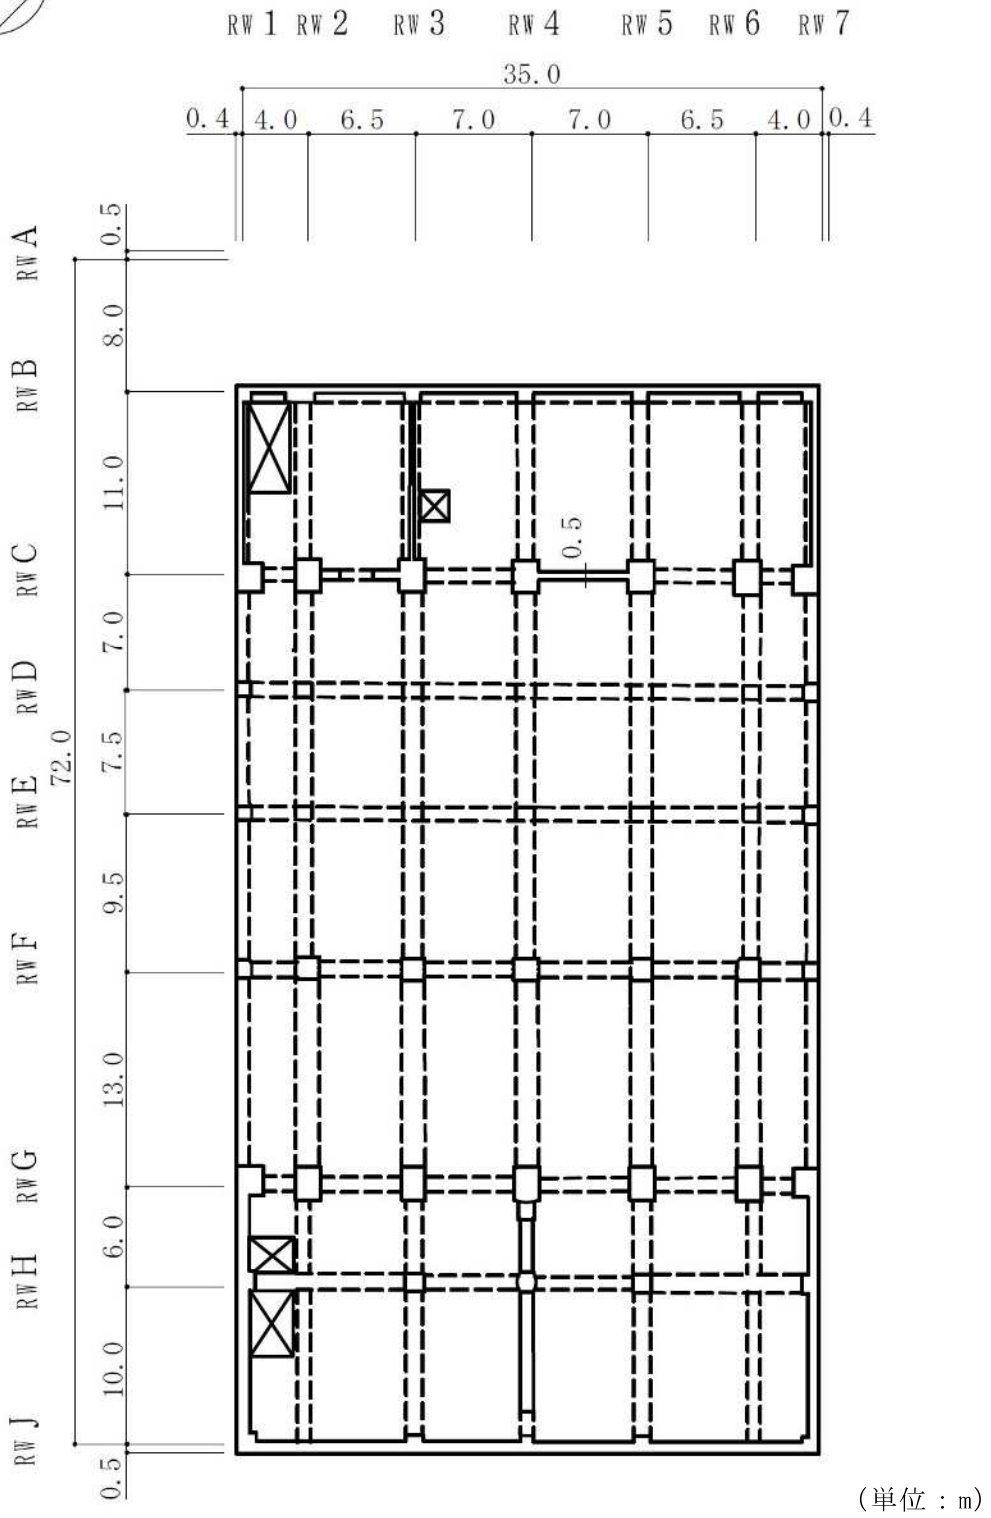 RW 1 RW 2 RW 3 RW 4 RW 5 RW 6 RW 7
35.0
0.4 4.0 6.5 7.0 7.0 6.5 4.0 0.4
RW A
RW B
RW C
RW D
RW E
RW F
RW G
RW H
RW J
72.0
0.5
8.0
11.0
7.0
7.5
9.5
13.0
6.0
10.0
0.5
0.5
(単位:m)